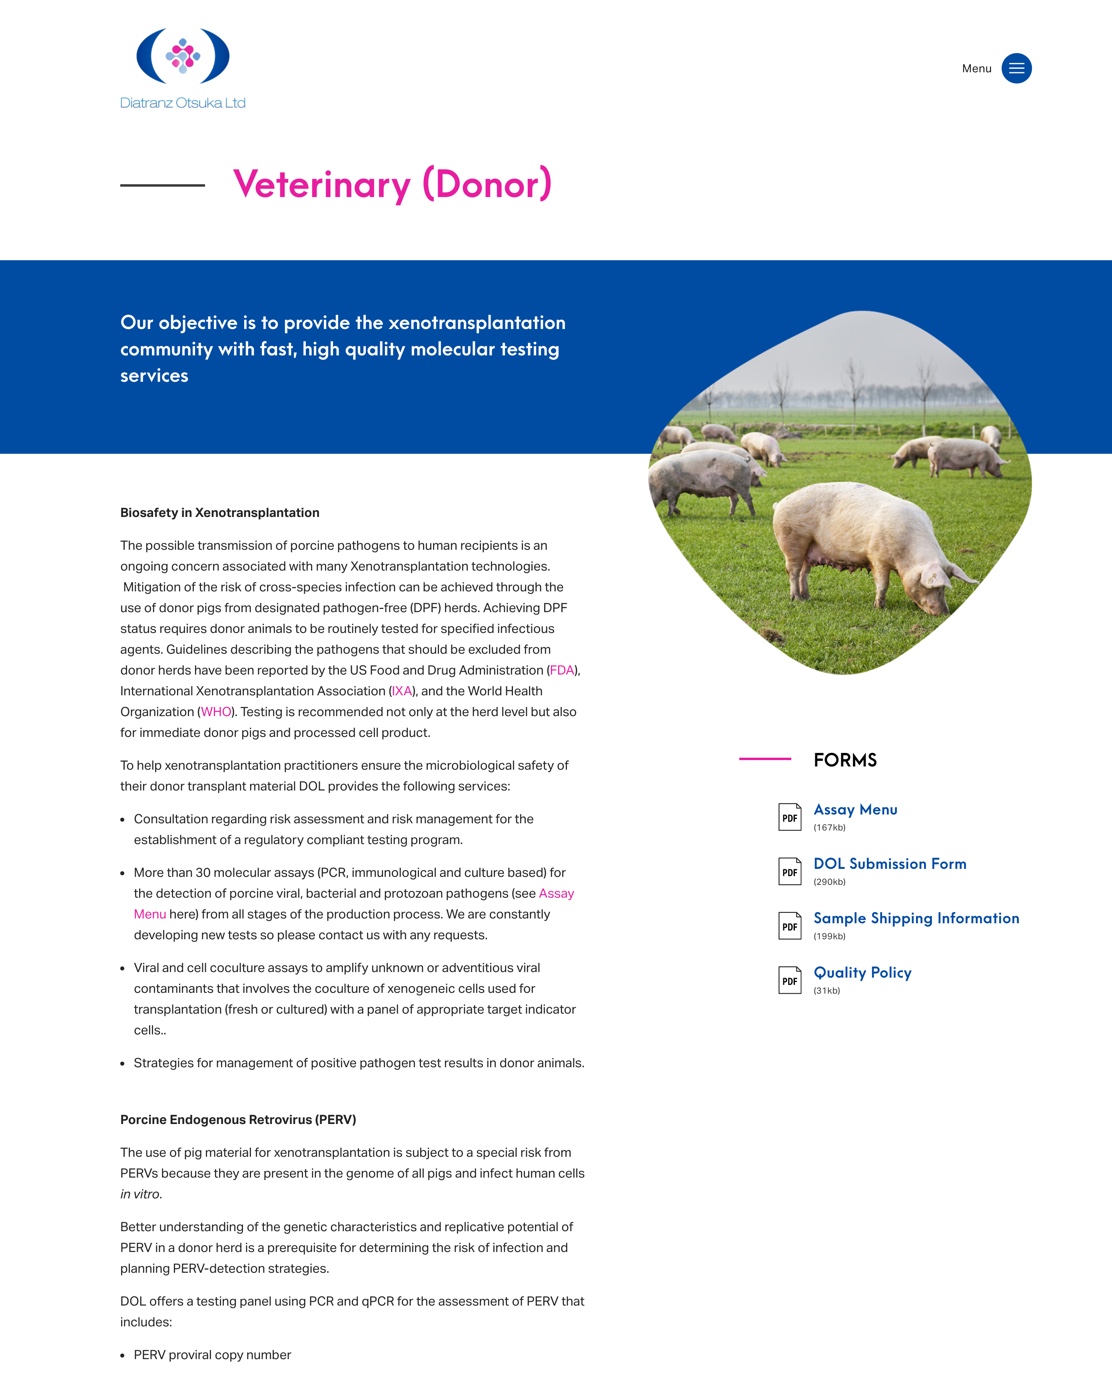 Diatranz Otsuka Ltd
Menu
Veterinary (Donor)
Our objective is to provide the xenotransplantation
community with fast, high quality molecular testing
services
Biosafety in Xenotransplantation
The possible transmission of porcine pathogens to human recipients is an
ongoing concern associated with many Xenotransplantation technologies.
Mitigation of the risk of cross-species infection can be achieved through the
use of donor pigs from designated pathogen-free (DPF) herds. Achieving DPF
status requires donor animals to be routinely tested for specified infectious
agents. Guidelines describing the pathogens that should be excluded from
donor herds have been reported by the US Food and Drug Administration (FDA),
International Xenotransplantation Association (IXA), and the World Health
Organization (WHO). Testing is recommended not only at the herd level but also
for immediate donor pigs and processed cell product.
To help xenotransplantation practitioners ensure the microbiological safety of
their donor transplant material DOL provides the following services:
• Consultation regarding risk assessment and risk management for the
establishment of a regulatory compliant testing program.
• More than 30 molecular assays (PCR, immunological and culture based) for
the detection of porcine viral, bacterial and protozoan pathogens (see Assay
Menu here) from all stages of the production process. We are constantly
developing new tests so please contact us with any requests.
• Viral and cell coculture assays to amplify unknown or adventitious viral
contaminants that involves the coculture of xenogeneic cells used for
transplantation (fresh or cultured) with a panel of appropriate target indicator
cells..
• Strategies for management of positive pathogen test results in donor animals.
Porcine Endogenous Retrovirus (PERV)
The use of pig material for xenotransplantation is subject to a special risk from
PERVs because they are present in the genome of all pigs and infect human cells
in vitro.
Better understanding of the genetic characteristics and replicative potential of
PERV in a donor herd is a prerequisite for determining the risk of infection and
planning PERV-detection strategies.
DOL offers a testing panel using PCR and qPCR for the assessment of PERV that
includes:
• PERV proviral copy number
FORMS
PDF Assay Menu
(167kb)
PDF DOL Submission Form
(290kb)
PDF Sample Shipping Information
(199kb)
PDF Quality Policy
(31kb)